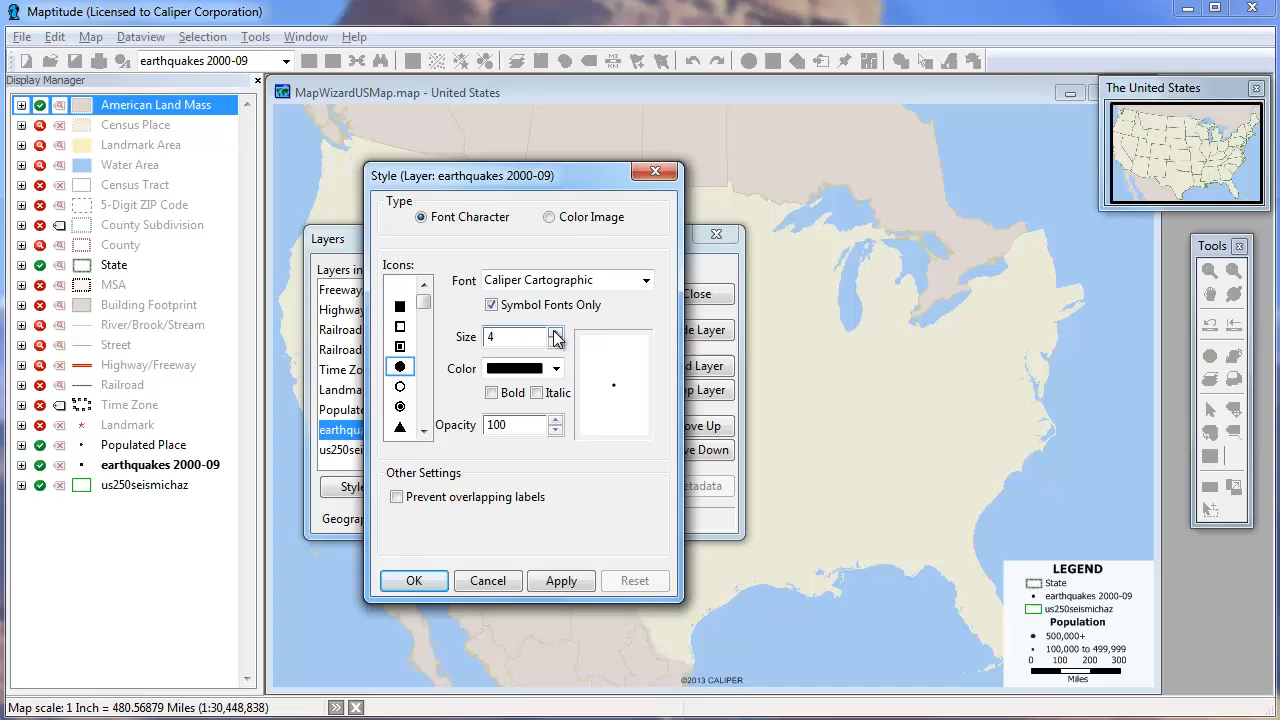 Maptitude (Licensed to Caliper Corporation)
File Edit Map Dataview Selection Tools Window Help
earthquakes 2000-09
MI
KM
Display Manager
American Land Mass
Census Place
Landmark Area
Water Area
Census Tract
5-Digit ZIP Code
County Subdivision
County
State
MSA
Building Footprint
River/Brook/Stream
Street
Highway/Freeway
Railroad
Time Zone
Landmark
Populated Place
earthquakes 2000-09
us250seismichaz
MapWizardUSMap.map - United States
The United States
Tools
Layers
Layers in
Freeway
Highway
Railroad
Railroad
Time Zo
Landma
Populate
earthqu
us250sei
Style
Geograp
Close
de Layer
d Layer
p Layer
ove Up
ve Down
etadata
Style (Layer: earthquakes 2000-09)
Type
Font Character
Color Image
Icons:
Font Caliper Cartographic
Symbol Fonts Only
Size 4
Color
Bold Italic
Opacity 100
Other Settings
Prevent overlapping labels
OK Cancel Apply Reset
LEGEND
State
earthquakes 2000-09
us250seismichaz
Population
500,000+
100,000 to 499,999
0 100 200 300
Miles
©2013 CALIPER
Map scale: 1 Inch = 480.56879 Miles (1:30,448,838)